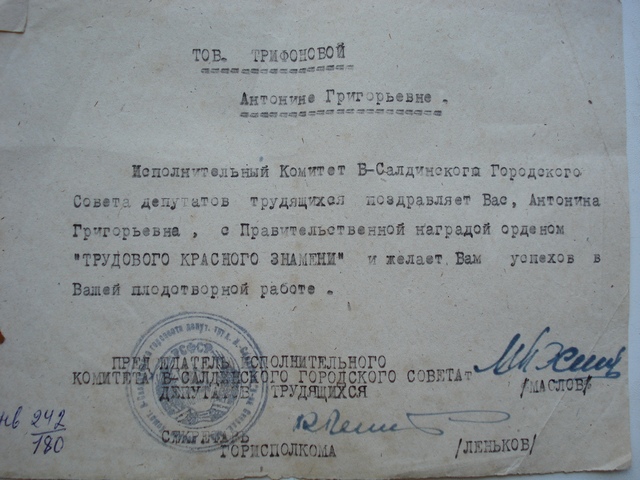 ТОВ. ТРИФОНОВОЙ
Антонине Григорьевне.
Исполнительный Комитет В-Салдинского Городского
Совета депутатов трудящихся поздравляет Вас, Антонина
Григорьевна, с Правительственной наградой орденом
"ТРУДОВОГО КРАСНОГО ЗНАМЕНИ" и желает Вам успехов в
Вашей плодотворной работе.
ПРЕДСЕДАТЕЛЬ ИСПОЛНИТЕЛЬНОГО
КОМИТЕТА В-САЛДИНСКОГО ГОРОДСКОГО СОВЕТА
ДЕПУТАТОВ ТРУДЯЩИХСЯ /МАСЛОВ/
инв 242
180
СЕКРЕТАРЬ
ГОРИСПОЛКОМА /ЛЕНЬКОВ/